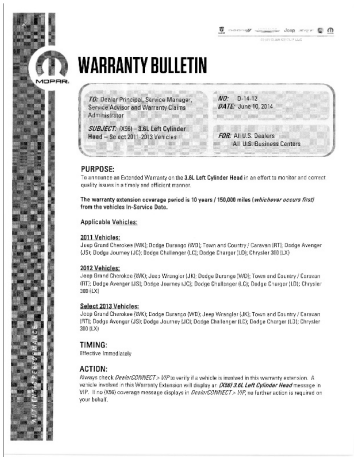 Jeep
MOPAR
WARRANTY BULLETIN
TO: Dealer Principal, Service Manager,
Service Advisor and Warranty Claims
Administrator
SUBJECT: (X56) – 3.6L Left Cylinder
Head – Select 2011-2013 Vehicles
NO: D-14-12
DATE: June 10, 2014
FOR: All U.S. Dealers
All U.S. Business Centers
PURPOSE:
To announce an Extended Warranty on the 3.6L Left Cylinder Head in an effort to monitor and correct
quality issues in a timely and efficient manner.
The warranty extension coverage period is 10 years / 150,000 miles (whichever occurs first)
from the vehicles In-Service Date.
Applicable Vehicles:
2011 Vehicles:
Jeep Grand Cherokee (WK); Dodge Durango (WD); Town and Country / Caravan (RT); Dodge Avenger
(JS); Dodge Journey (JC); Dodge Challenger (LC); Dodge Charger (LD); Chrysler 300 (LX)
2012 Vehicles:
Jeep Grand Cherokee (WK); Jeep Wrangler (JK); Dodge Durango (WD); Town and Country / Caravan
(RT); Dodge Avenger (JS); Dodge Journey (JC); Dodge Challenger (LC); Dodge Charger (LD); Chrysler
300 (LX)
Select 2013 Vehicles:
Jeep Grand Cherokee (WK); Dodge Durango (WD); Jeep Wrangler (JK); Town and Country / Caravan
(RT); Dodge Avenger (JS); Dodge Journey (JC); Dodge Challenger (LC); Dodge Charger (LD); Chrysler
300 (LX)
TIMING:
Effective Immediately
ACTION:
Always check DealerCONNECT > VIP to verify if a vehicle is involved in this warranty extension. A
vehicle involved in this Warranty Extension will display an (X56) 3.6L Left Cylinder Head message in
VIP. If no (X56) coverage message displays in DealerCONNECT > VIP, no further action is required on
your behalf.